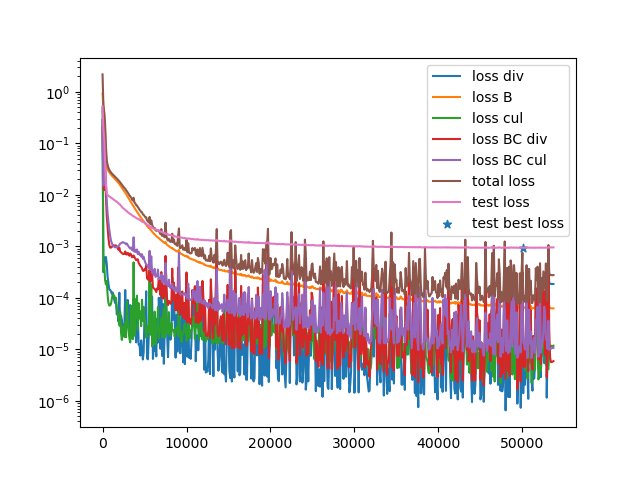 loss div
loss B
loss cul
loss BC div
loss BC cul
total loss
test loss
test best loss
10⁰
10⁻¹
10⁻²
10⁻³
10⁻⁴
10⁻⁵
10⁻⁶
0 10000 20000 30000 40000 50000